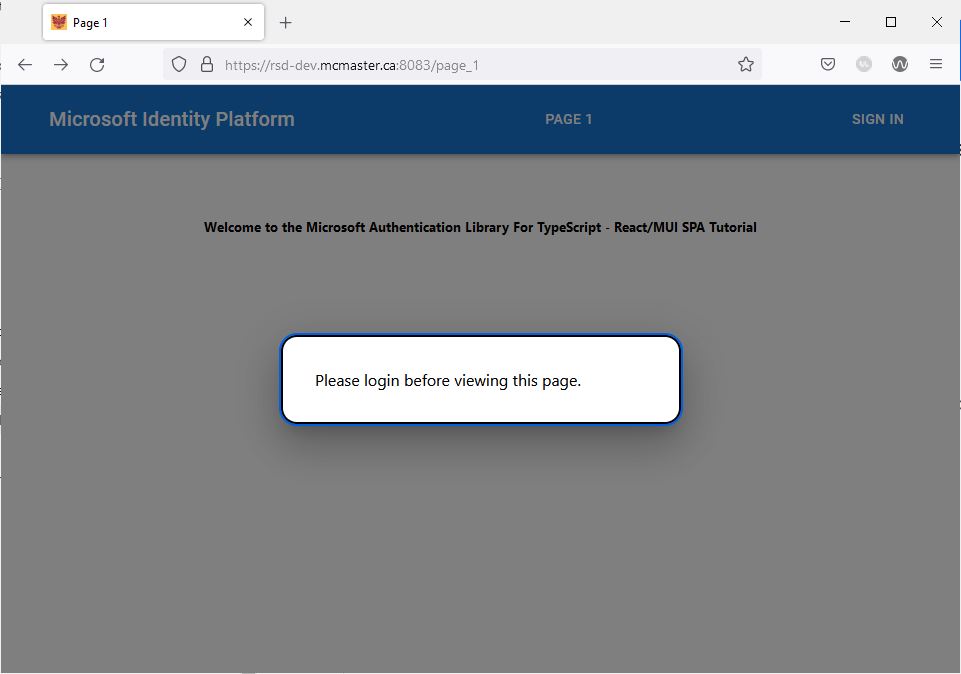 Page 1
https://rsd-dev.mcmaster.ca:8083/page_1
Microsoft Identity Platform
PAGE 1
SIGN IN
Welcome to the Microsoft Authentication Library For TypeScript - React/MUI SPA Tutorial
Please login before viewing this page.